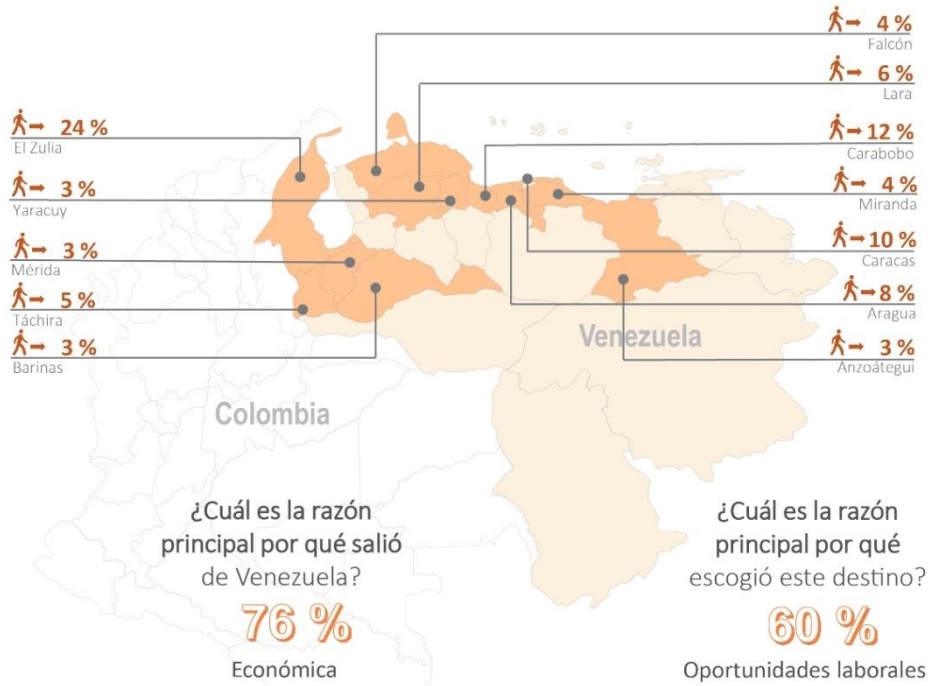 4 %
Falcón
6 %
Lara
24 %
El Zulia
12 %
Carabobo
3 %
Yaracuy
4 %
Miranda
3 %
Mérida
10 %
Caracas
5 %
Táchira
8 %
Aragua
3 %
Barinas
3 %
Anzoátegui
Venezuela
Colombia
¿Cuál es la razón
principal por qué salió
de Venezuela?
76 %
Económica
¿Cuál es la razón
principal por qué
escogió este destino?
60 %
Oportunidades laborales